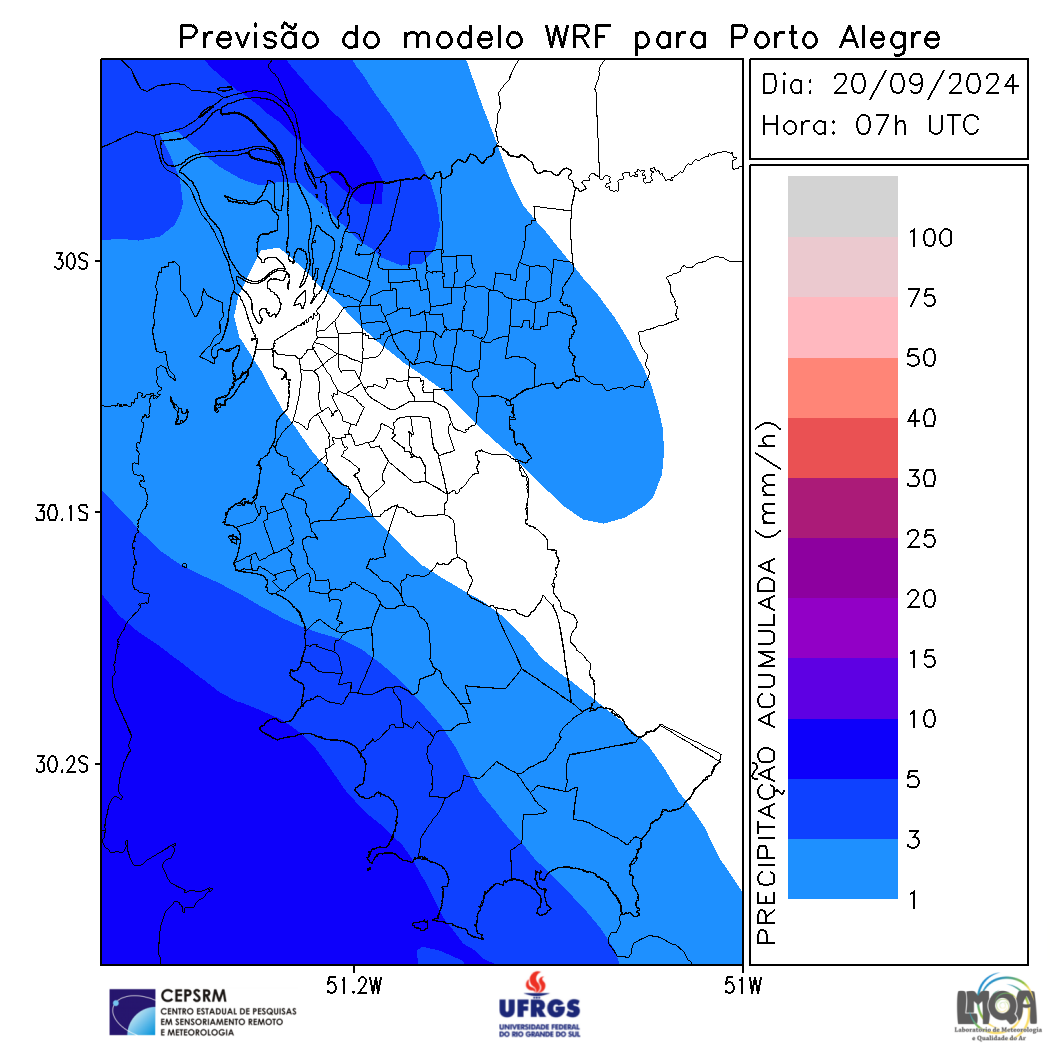 Previsão do modelo WRF para Porto Alegre
Dia: 20/09/2024
Hora: 07h UTC
30S
30.1S
30.2S
51.2W
51W
PRECIPITAÇÃO ACUMULADA (mm/h)
100
75
50
40
30
25
20
15
10
5
3
1
CEPSRM
CENTRO ESTADUAL DE PESQUISAS
EM SENSORIAMENTO REMOTO
E METEOROLOGIA
UFRGS
UNIVERSIDADE FEDERAL
DO RIO GRANDE DO SUL
LMQA
Laboratório de Meteorologia
e Qualidade do Ar